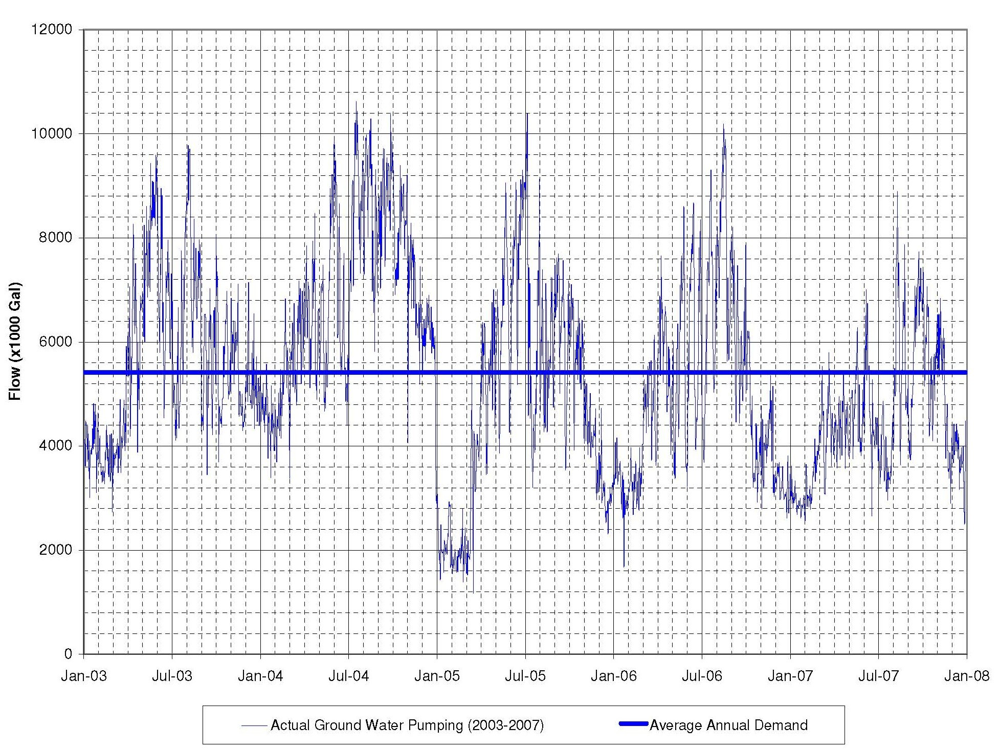 12000
10000
8000
6000
4000
2000
0
Flow (x1000 Gal)
Jan-03 Jul-03 Jan-04 Jul-04 Jan-05 Jul-05 Jan-06 Jul-06 Jan-07 Jul-07 Jan-08
Actual Ground Water Pumping (2003-2007) Average Annual Demand